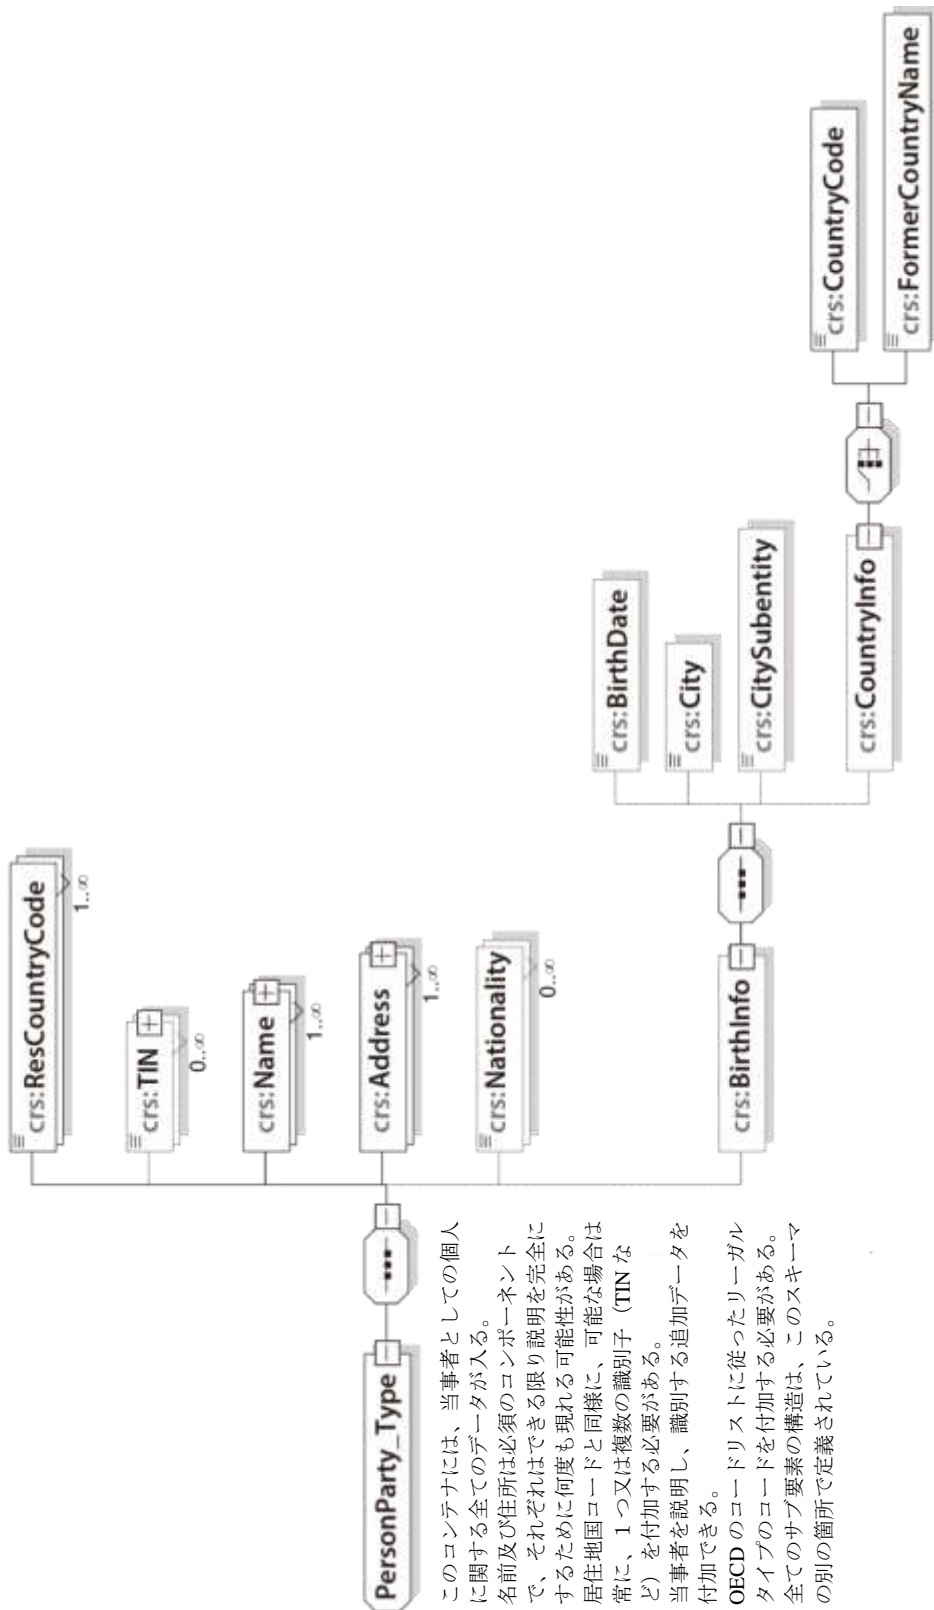 PersonParty_Type
crs:ResCountryCode
1..∞
crs:TIN
0..∞
crs:Name
1..∞
crs:Address
1..∞
crs:Nationality
0..∞
crs:BirthInfo
crs:BirthDate
crs:City
crs:CitySubentity
crs:CountryInfo
crs:CountryCode
crs:FormerCountryName
このコンテナには、当事者としての個人
に関する全てのデータが入る。
名前及び住所は必須のコンポーネント
で、それぞれはできる限り説明を完全に
するために何度も現れる可能性がある。
居住地国コードと同様に、可能な場合は
常に、1つ又は複数の識別子（TIN な
ど）を付加する必要がある。
当事者を説明し、識別する追加データを
付加できる。
OECD のコードリストに従ったリーガル
タイプのコードを付加する必要がある。
全てのサブ要素の構造は、このスキーマ
の別の箇所で定義されている。